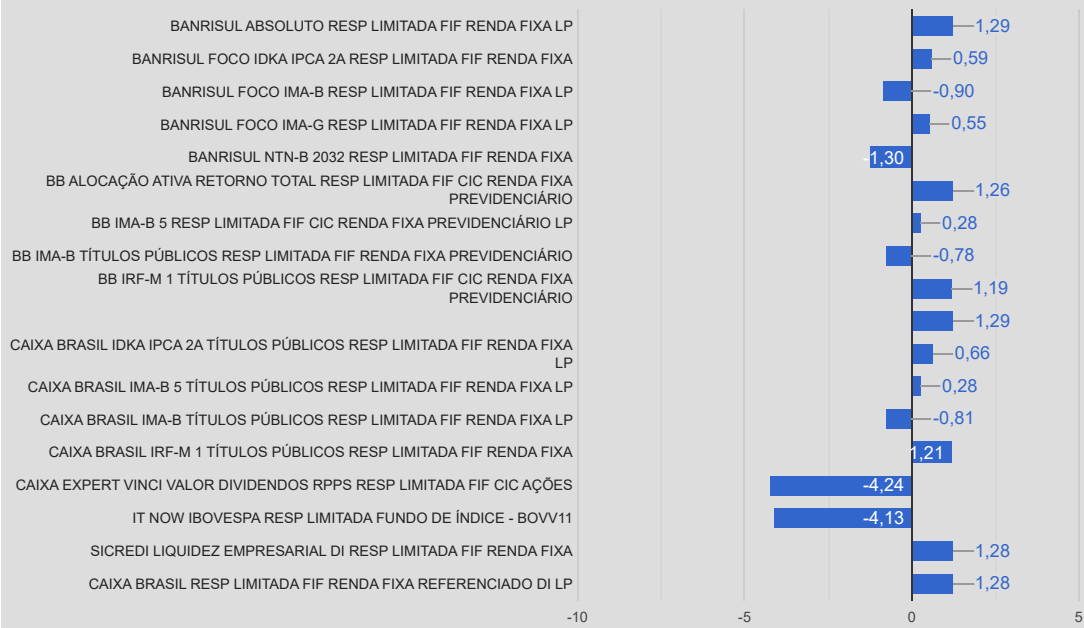 BANRISUL ABSOLUTO RESP LIMITADA FIF RENDA FIXA LP
1,29
BANRISUL FOCO IDKA IPCA 2A RESP LIMITADA FIF RENDA FIXA
0,59
BANRISUL FOCO IMA-B RESP LIMITADA FIF RENDA FIXA LP
-0,90
BANRISUL FOCO IMA-G RESP LIMITADA FIF RENDA FIXA LP
0,55
BANRISUL NTN-B 2032 RESP LIMITADA FIF RENDA FIXA
-1,30
BB ALOCAÇÃO ATIVA RETORNO TOTAL RESP LIMITADA FIF CIC RENDA FIXA
PREVIDENCIÁRIO
1,26
BB IMA-B 5 RESP LIMITADA FIF CIC RENDA FIXA PREVIDENCIÁRIO LP
0,28
BB IMA-B TÍTULOS PÚBLICOS RESP LIMITADA FIF RENDA FIXA PREVIDENCIÁRIO
-0,78
BB IRF-M 1 TÍTULOS PÚBLICOS RESP LIMITADA FIF CIC RENDA FIXA
PREVIDENCIÁRIO
1,19
1,29
CAIXA BRASIL IDKA IPCA 2A TÍTULOS PÚBLICOS RESP LIMITADA FIF RENDA FIXA
LP
0,66
CAIXA BRASIL IMA-B 5 TÍTULOS PÚBLICOS RESP LIMITADA FIF RENDA FIXA LP
0,28
CAIXA BRASIL IMA-B TÍTULOS PÚBLICOS RESP LIMITADA FIF RENDA FIXA LP
-0,81
CAIXA BRASIL IRF-M 1 TÍTULOS PÚBLICOS RESP LIMITADA FIF RENDA FIXA
1,21
CAIXA EXPERT VINCI VALOR DIVIDENDOS RPPS RESP LIMITADA FIF CIC AÇÕES
-4,24
IT NOW IBOVESPA RESP LIMITADA FUNDO DE ÍNDICE - BOVV11
-4,13
SICREDI LIQUIDEZ EMPRESARIAL DI RESP LIMITADA FIF RENDA FIXA
1,28
CAIXA BRASIL RESP LIMITADA FIF RENDA FIXA REFERENCIADO DI LP
1,28
-10 -5 0 5